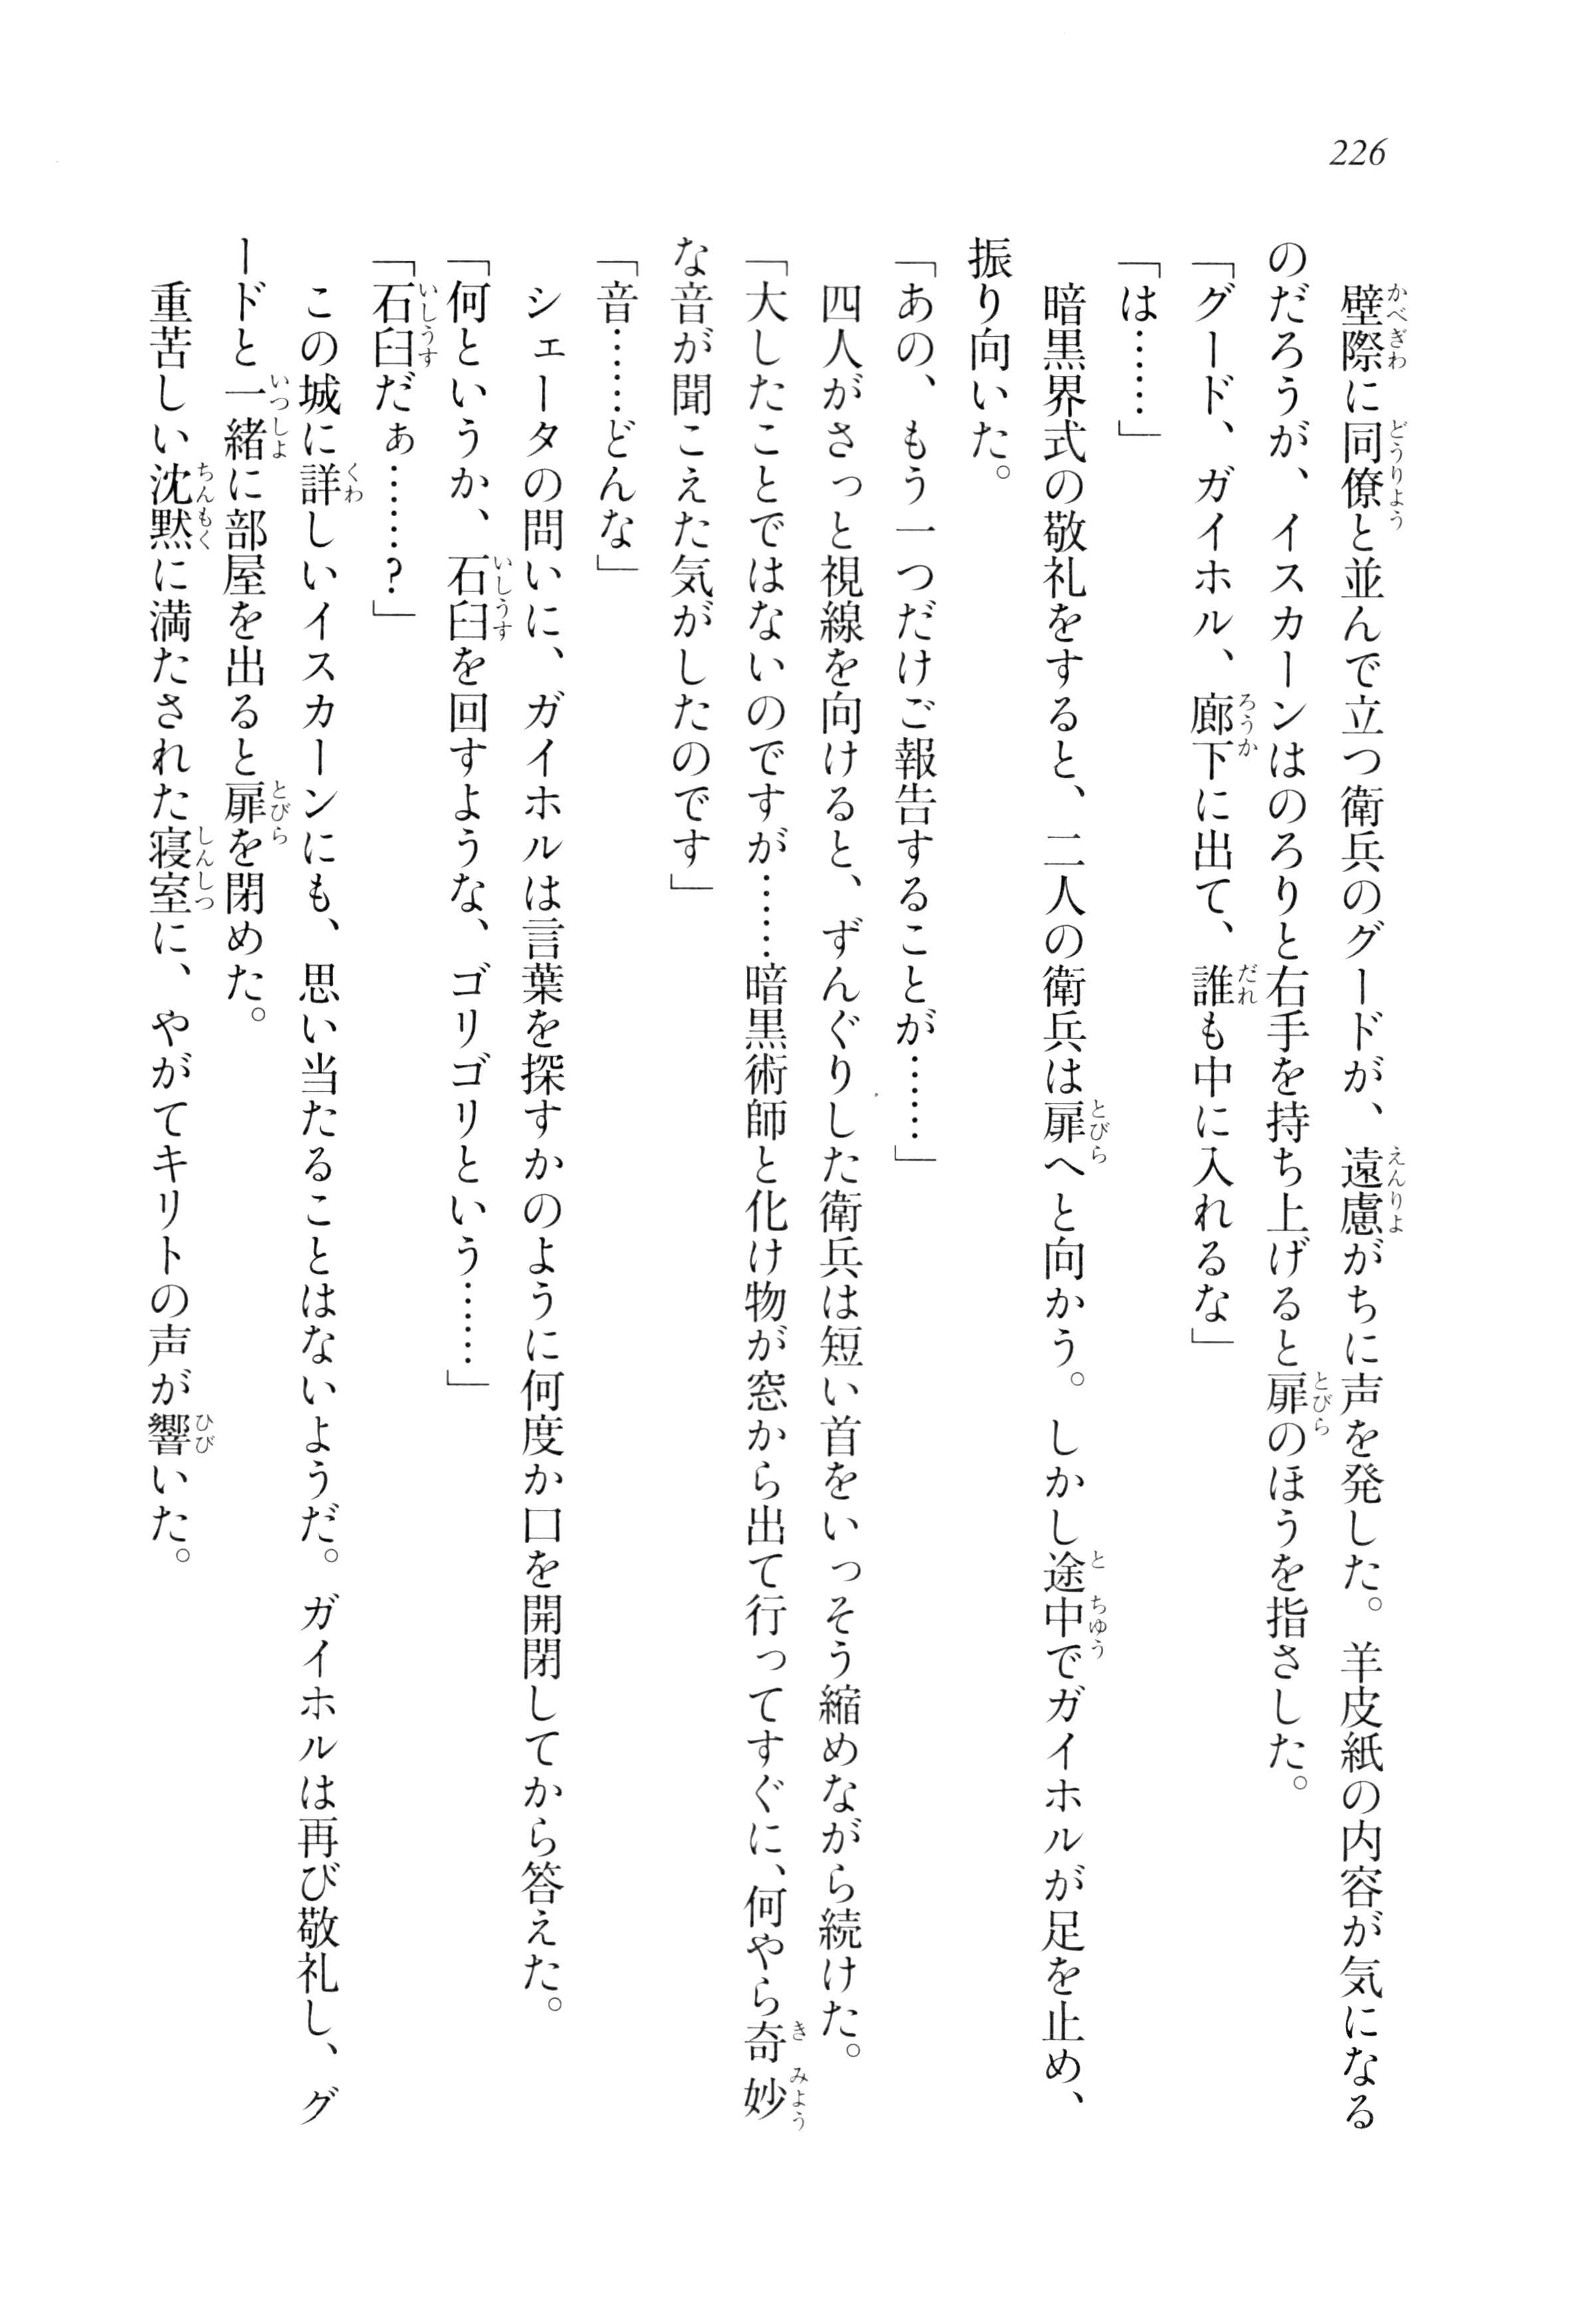 226
壁際に同僚と並んで立つ衛兵のグードが、遠慮がちに声を発した。羊皮紙の内容が気になる
のだろうが、イスカーンはのろりと右手を持ち上げると扉のほうを指さした。
「グード、ガイホル、廊下に出て、誰も中に入れるな」
「は……」
暗黒界式の敬礼をすると、二人の衛兵は扉へと向かう。しかし途中でガイホルが足を止め、
振り向いた。
「あの、もう一つだけご報告することが……」
四人がさっと視線を向けると、ずんぐりした衛兵は短い首をいっそう縮めながら続けた。
「大したことではないのですが……暗黒術師と化け物が窓から出て行ってすぐに、何やら奇妙
な音が聞こえた気がしたのです」
「音……どんな」
シェータの問いに、ガイホルは言葉を探すかのように何度か口を開閉してから答えた。
「何というか、石臼を回すような、ゴリゴリという……」
「石臼だぁ……？」
この城に詳しいイスカーンにも、思い当たることはないようだ。ガイホルは再び敬礼し、グ
ードと一緒に部屋を出ると扉を閉めた。
重苦しい沈黙に満たされた寝室に、やがてキリトの声が響いた。